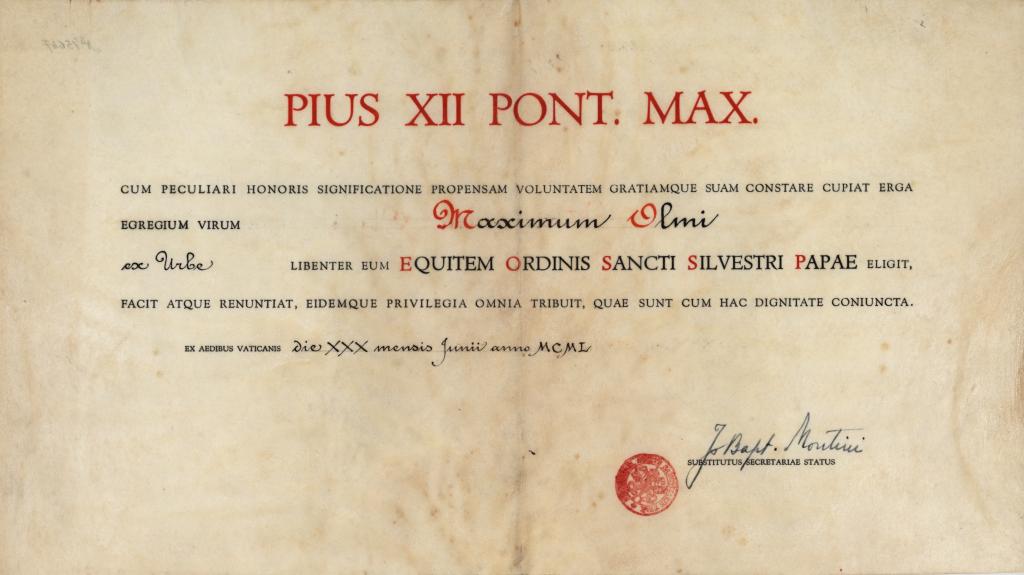 PIUS XII PONT. MAX.
CUM PECULIARI HONORIS SIGNIFICATIONE PROPENSAM VOLUNTATEM GRATIAMQUE SUAM CONSTARE CUPIAT ERGA
EGREGIUM VIRUM Maximum Olmi
ex Urbe LIBENTER EUM EQUITEM ORDINIS SANCTI SILVESTRI PAPAE ELIGIT,
FACIT ATQUE RENUNTIAT, EIDEMQUE PRIVILEGIA OMNIA TRIBUIT, QUAE SUNT CUM HAC DIGNITATE CONIUNCTA.
EX AEDIBUS VATICANIS die XXX mensis Junii anno MCML
Jo Bapt. Montini
SUBSTITUTUS SECRETARIAE STATUS